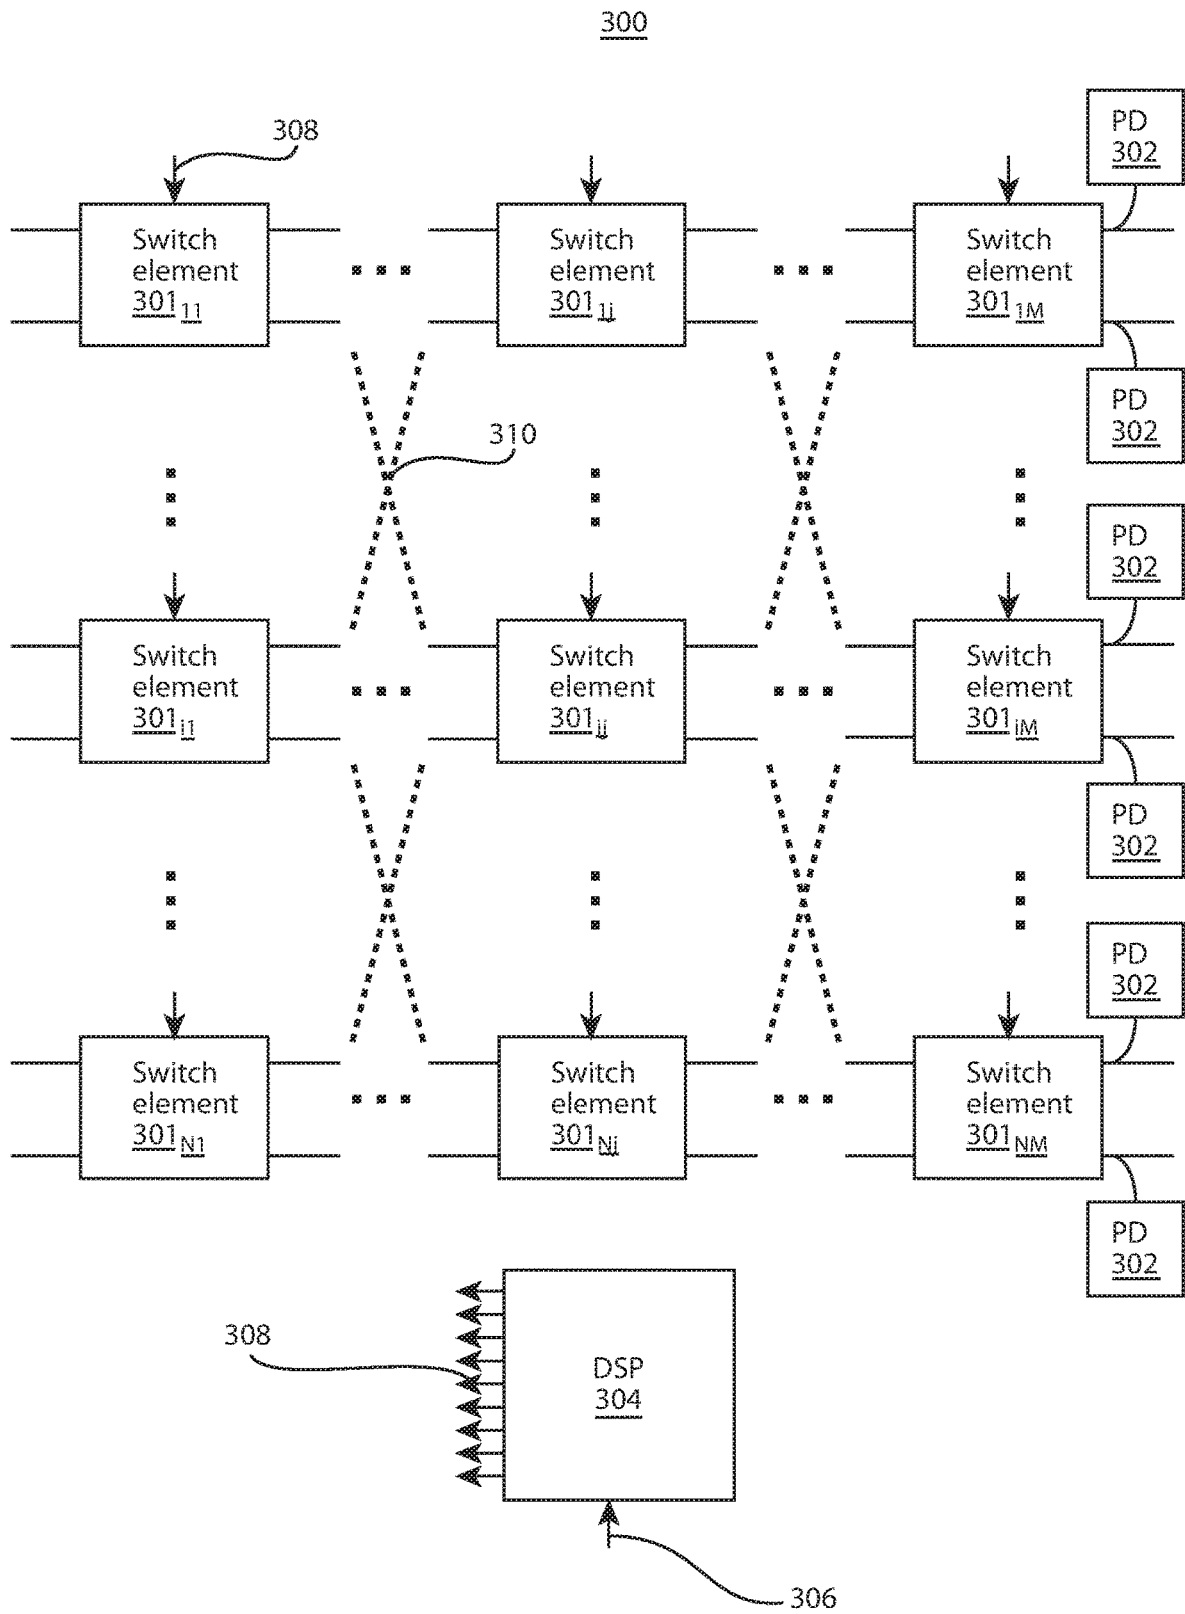 300
308
PD
302
Switch
element
301 11
Switch
element
301 1j
Switch
element
301 1M
PD
302
310
PD
302
Switch
element
301 i1
Switch
element
301 ij
Switch
element
301 iM
PD
302
PD
302
Switch
element
301 N1
Switch
element
301 Nj
Switch
element
301 NM
PD
302
308
DSP
304
306